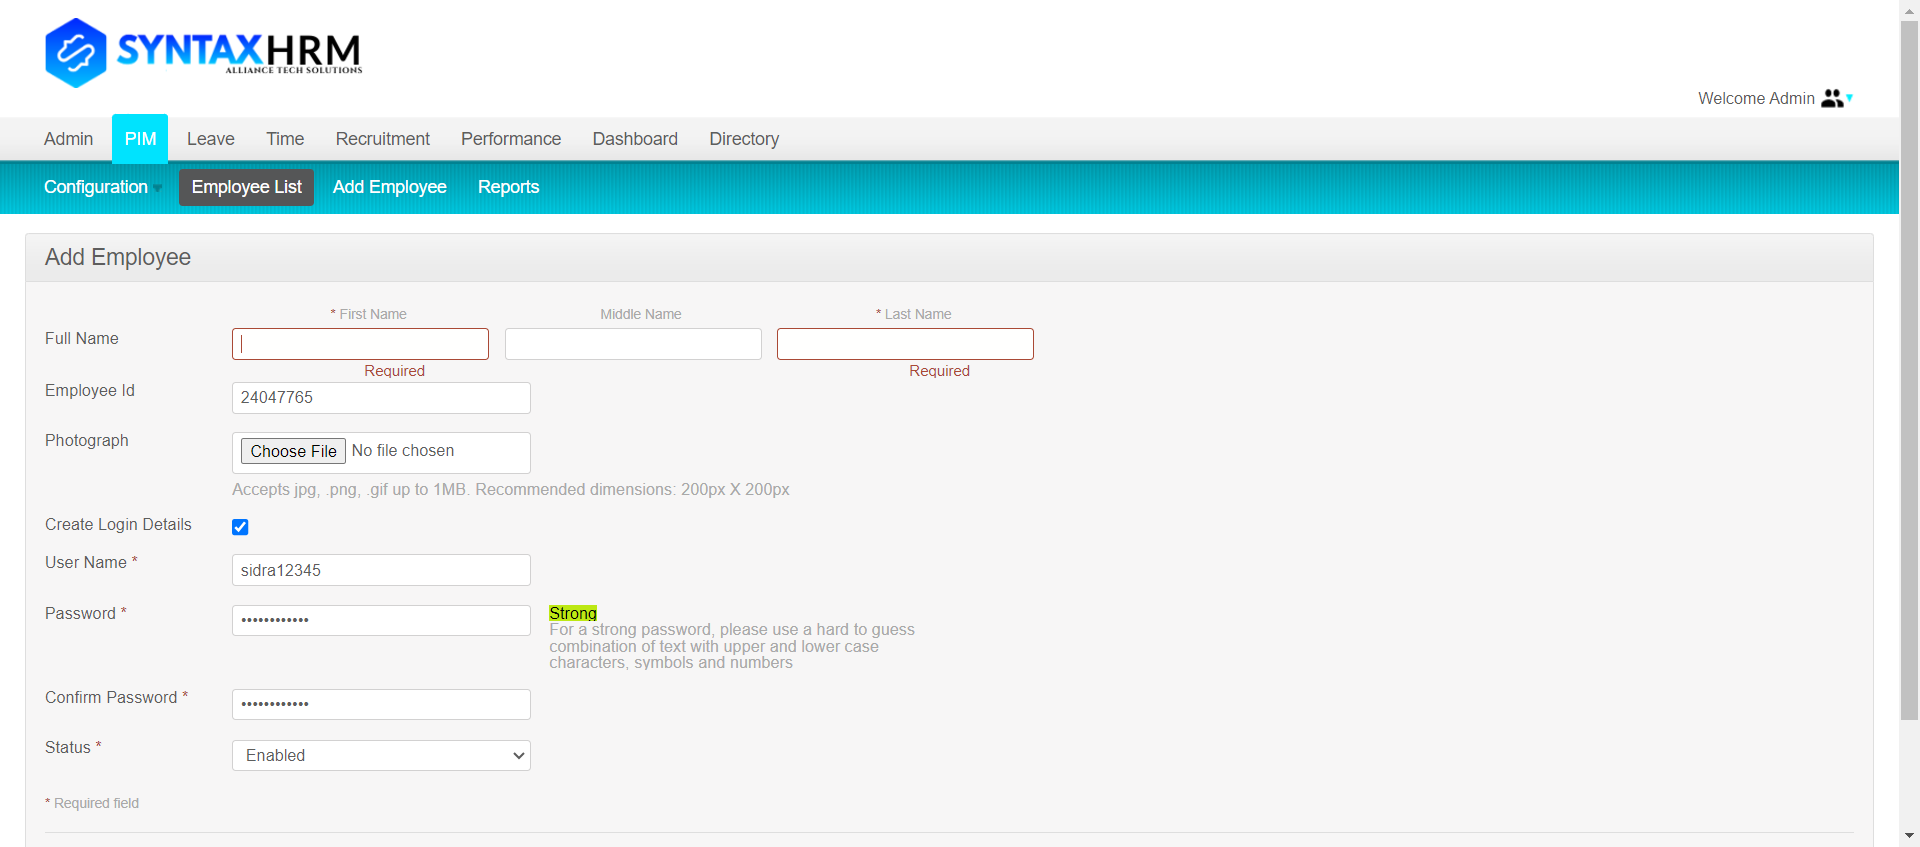 SYNTAXHRM
ALLIANCE TECH SOLUTIONS
Welcome Admin
Admin PIM Leave Time Recruitment Performance Dashboard Directory
Configuration Employee List Add Employee Reports
Add Employee
* First Name Middle Name * Last Name
Full Name
Required Required
Employee Id 24047765
Photograph Choose File No file chosen
Accepts jpg, .png, .gif up to 1MB. Recommended dimensions: 200px X 200px
Create Login Details
User Name * sidra12345
Password * •••••••••••• Strong
For a strong password, please use a hard to guess
combination of text with upper and lower case
characters, symbols and numbers
Confirm Password * ••••••••••••
Status * Enabled
* Required field